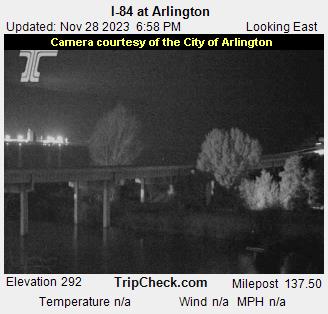 I-84 at Arlington
Updated: Nov 28 2023 6:58 PM Looking East
Camera courtesy of the City of Arlington
Elevation 292 TripCheck.com Milepost 137.50
Temperature n/a Wind n/a MPH n/a